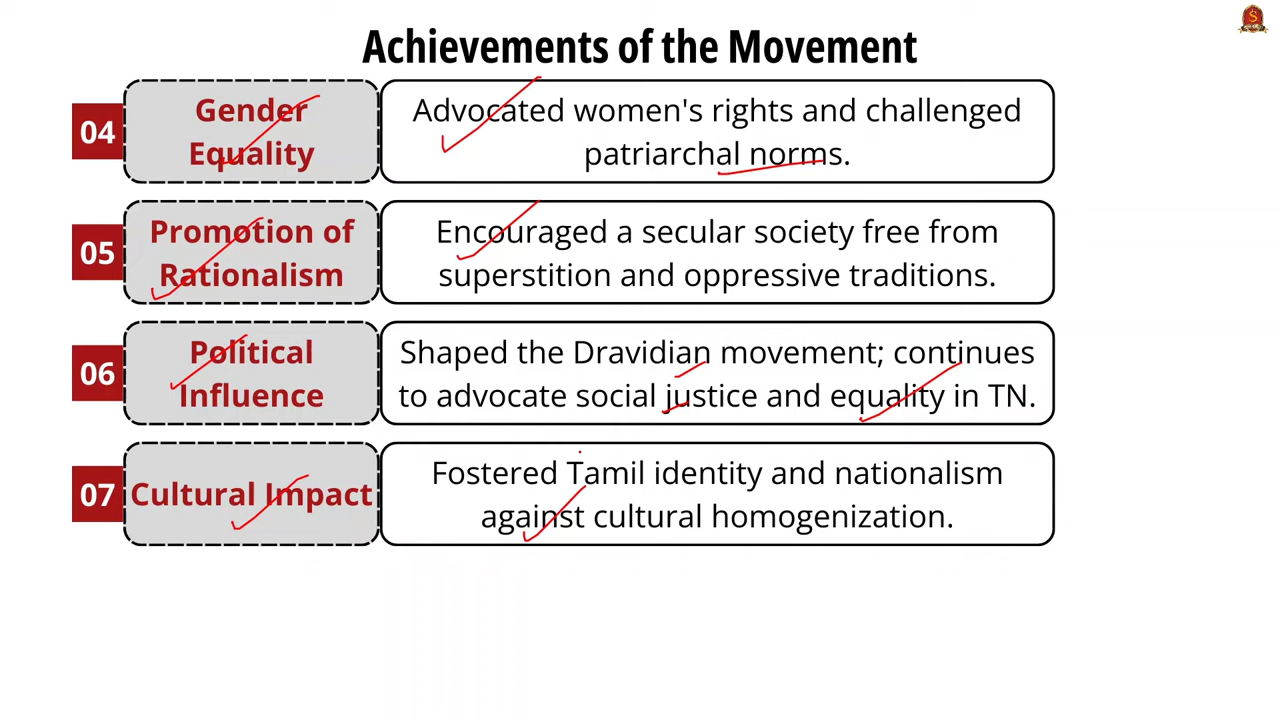 Achievements of the Movement
04
Gender
Equality
Advocated women's rights and challenged
patriarchal norms.
05
Promotion of
Rationalism
Encouraged a secular society free from
superstition and oppressive traditions.
06
Political
Influence
Shaped the Dravidian movement; continues
to advocate social justice and equality in TN.
07
Cultural Impact
Fostered Tamil identity and nationalism
against cultural homogenization.